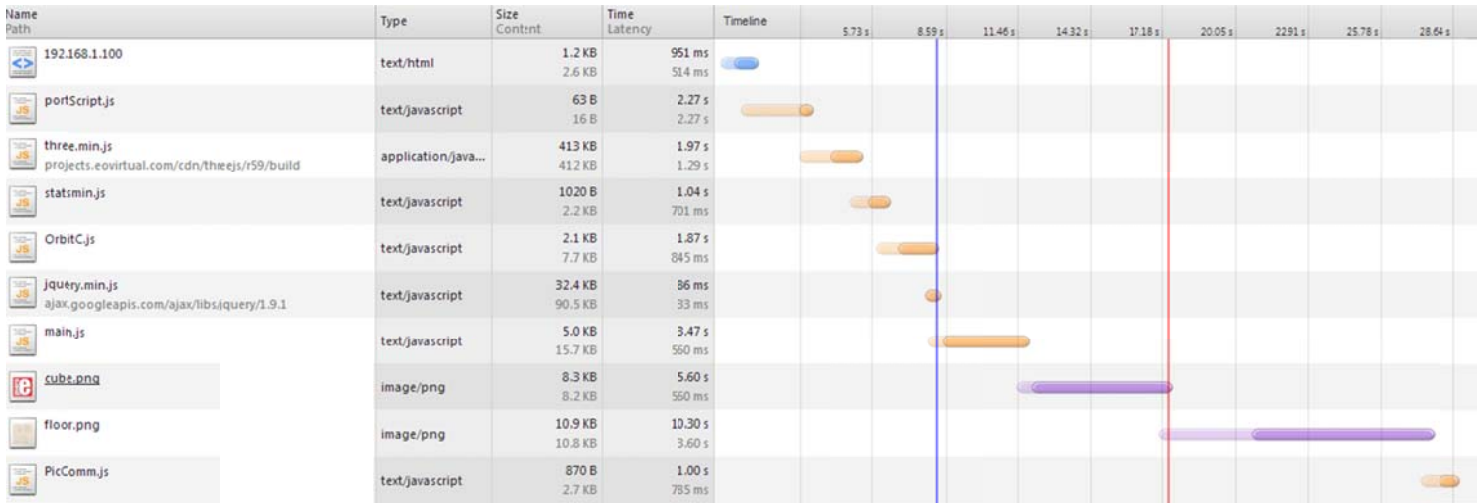 Name Path Type Size Content Time Latency Timeline 5.73 s 8.59 s 11.46 s 14.32 s 17.18 s 20.05 s 22.91 s 25.78 s 28.64 s
192.168.1.100 text/html 1.2 KB 951 ms
2.6 KB 514 ms
portScript.js text/javascript 63 B 2.27 s
16 B 2.27 s
three.min.js application/java... 413 KB 1.97 s
projects.eovirtual.com/cdn/threejs/r59/build 412 KB 1.29 s
statsmin.js text/javascript 1020 B 1.04 s
2.2 KB 701 ms
OrbitC.js text/javascript 2.1 KB 1.87 s
7.7 KB 845 ms
jquery.min.js text/javascript 32.4 KB 86 ms
ajax.googleapis.com/ajax/libs/jquery/1.9.1 90.5 KB 33 ms
main.js text/javascript 5.0 KB 3.47 s
15.7 KB 560 ms
cube.png image/png 8.3 KB 5.60 s
8.2 KB 560 ms
floor.png image/png 10.9 KB 10.30 s
10.8 KB 3.60 s
PicComm.js text/javascript 870 B 1.00 s
2.7 KB 785 ms